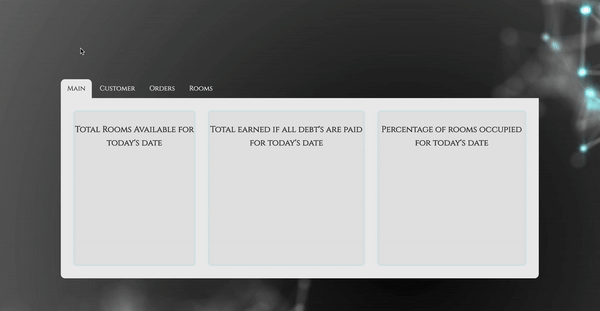 Main Customer Orders Rooms
Total Rooms Available for
today's date
Total earned if all debt's are paid
for today's date
Percentage of rooms occupied
for today's date